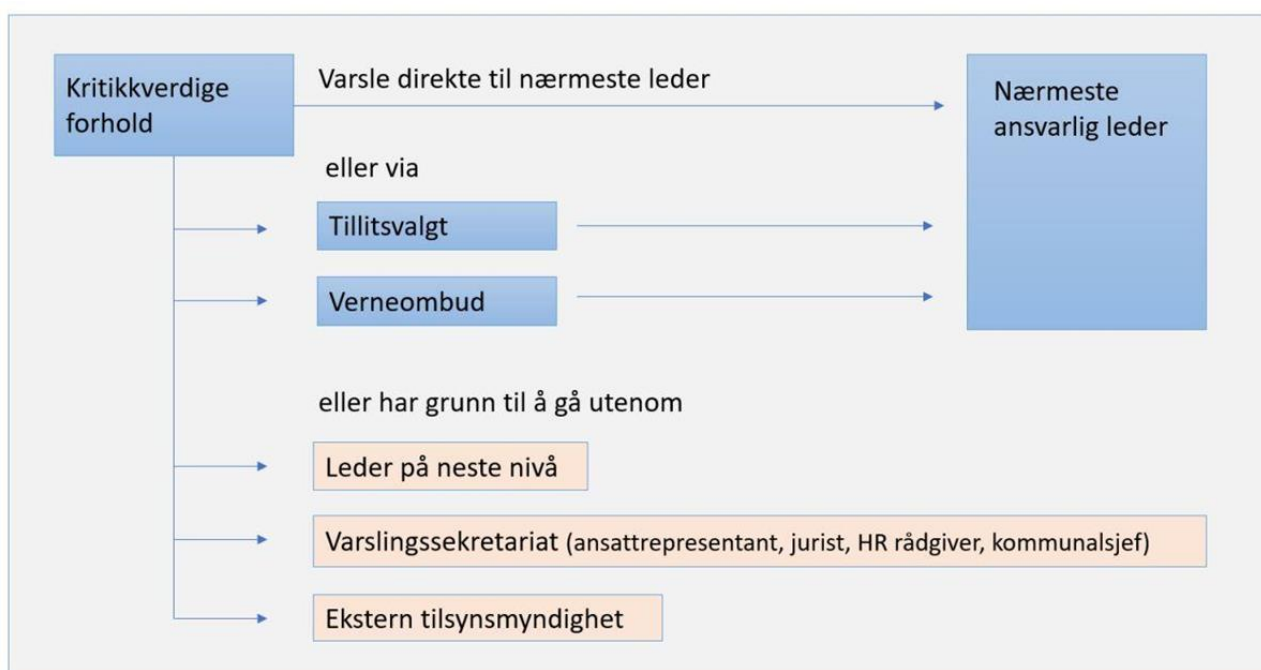 Kritikkverdige
forhold
Varsle direkte til nærmeste leder
Nærmeste
ansvarlig leder
eller via
Tillitsvalgt
Verneombud
eller har grunn til å gå utenom
Leder på neste nivå
Varslingssekretariat (ansattrepresentant, jurist, HR rådgiver, kommunalsjef)
Ekstern tilsynsmyndighet